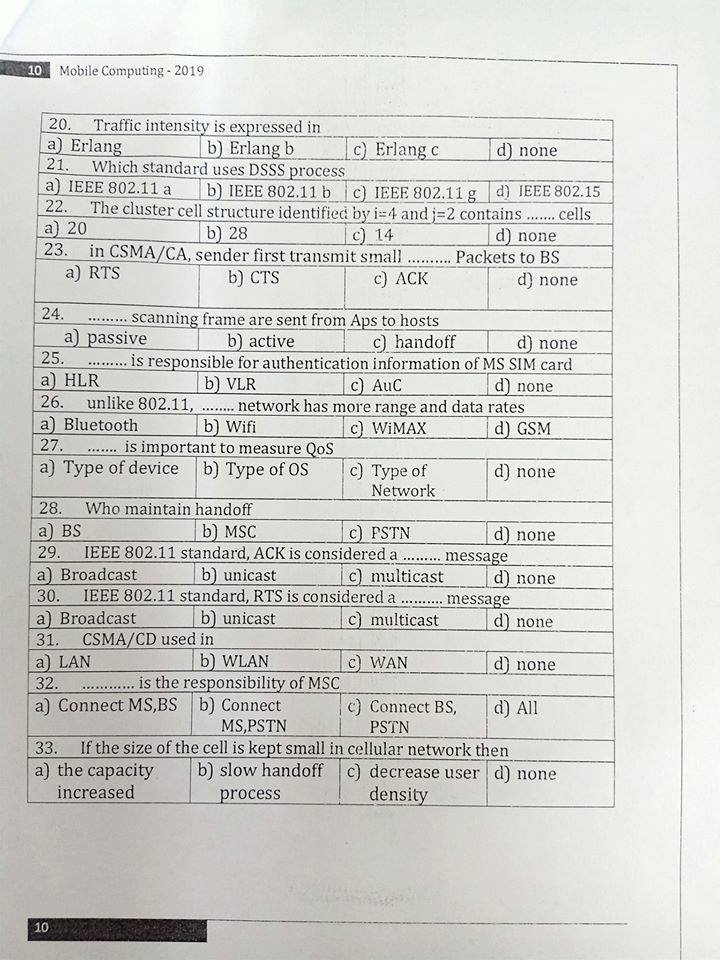 10 Mobile Computing - 2019
20. Traffic intensity is expressed in
a) Erlang b) Erlang b c) Erlang c d) none
21. Which standard uses DSSS process
a) IEEE 802.11 a b) IEEE 802.11 b c) IEEE 802.11 g d) IEEE 802.15
22. The cluster cell structure identified by i=4 and j=2 contains ....... cells
a) 20 b) 28 c) 14 d) none
23. in CSMA/CA, sender first transmit small .......... Packets to BS
a) RTS b) CTS c) ACK d) none
24. ......... scanning frame are sent from Aps to hosts
a) passive b) active c) handoff d) none
25. ......... is responsible for authentication information of MS SIM card
a) HLR b) VLR c) AuC d) none
26. unlike 802.11, ........ network has more range and data rates
a) Bluetooth b) Wifi c) WiMAX d) GSM
27. ....... is important to measure QoS
a) Type of device b) Type of OS c) Type of d) none
Network
28. Who maintain handoff
a) BS b) MSC c) PSTN d) none
29. IEEE 802.11 standard, ACK is considered a ......... message
a) Broadcast b) unicast c) multicast d) none
30. IEEE 802.11 standard, RTS is considered a .......... message
a) Broadcast b) unicast c) multicast d) none
31. CSMA/CD used in
a) LAN b) WLAN c) WAN d) none
32. ............ is the responsibility of MSC
a) Connect MS,BS b) Connect c) Connect BS, d) All
MS,PSTN PSTN
33. If the size of the cell is kept small in cellular network then
a) the capacity b) slow handoff c) decrease user d) none
increased process density
10